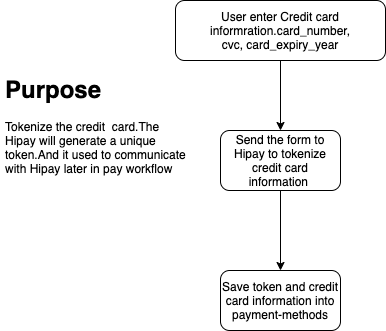 User enter Credit card
informration.card_number,
cvc, card_expiry_year
Purpose
Tokenize the credit card.The
Hipay will generate a unique
token.And it used to communicate
with Hipay later in pay workflow
Send the form to
Hipay to tokenize
credit card
information
Save token and credit
card information into
payment-methods